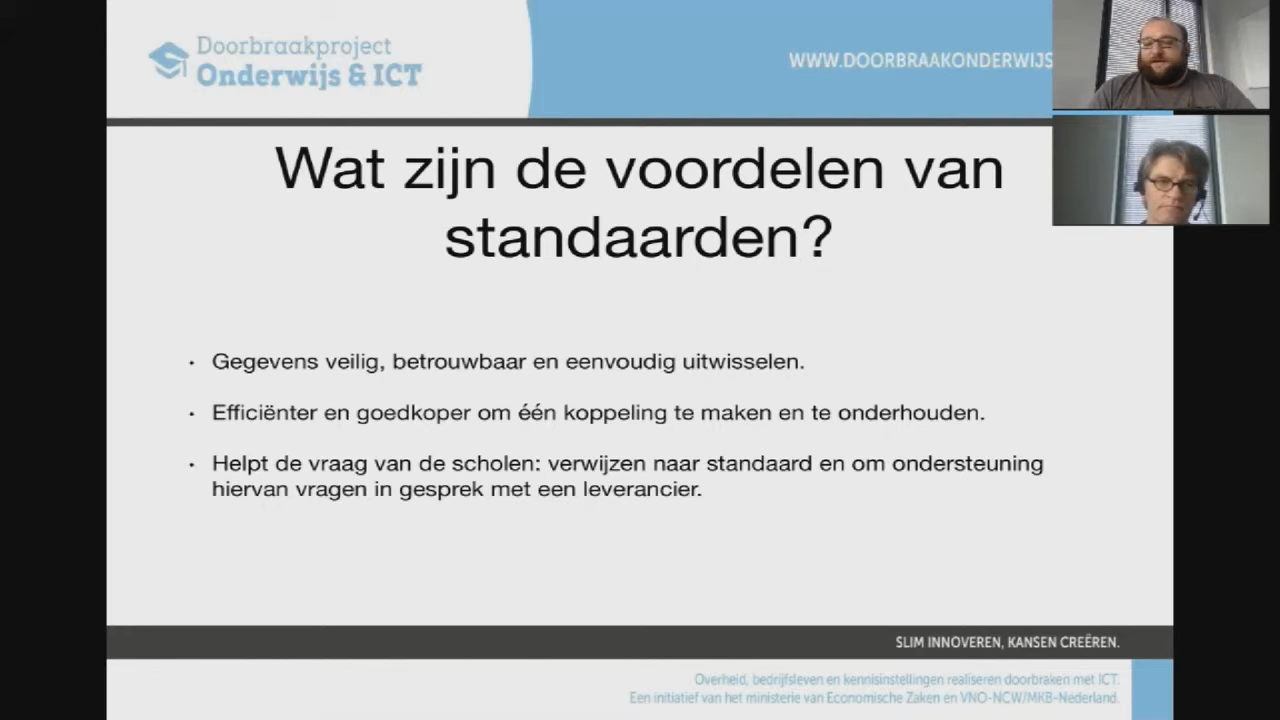 Doorbraakproject
Onderwijs & ICT
WWW.DOORBRAAKONDERWIJS
Wat zijn de voordelen van
standaarden?
• Gegevens veilig, betrouwbaar en eenvoudig uitwisselen.
• Efficiënter en goedkoper om één koppeling te maken en te onderhouden.
• Helpt de vraag van de scholen: verwijzen naar standaard en om ondersteuning
hiervan vragen in gesprek met een leverancier.
SLIM INNOVEREN, KANSEN CREËREN.
Overheid, bedrijfsleven en kennisinstellingen realiseren doorbraken met ICT.
Een initiatief van het ministerie van Economische Zaken en VNO-NCW/MKB-Nederland.